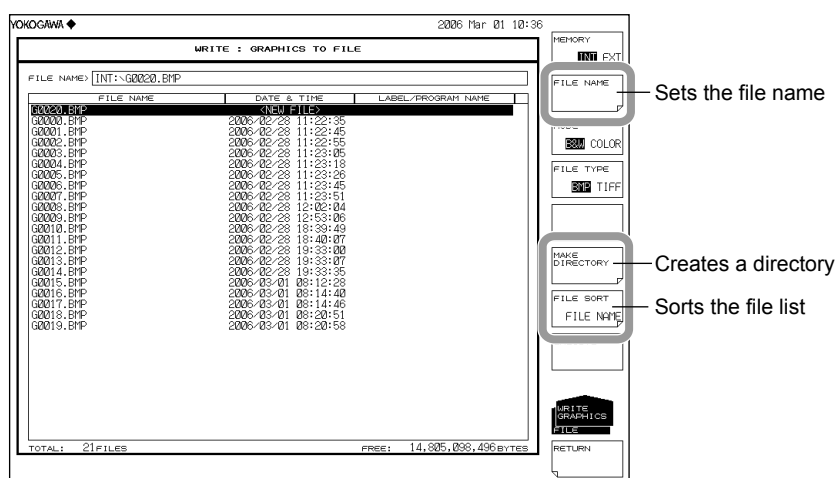 YOKOGAWA ◆ 2006 Mar 01 10:36
WRITE : GRAPHICS TO FILE
FILE NAME> INT:\G0020.BMP
FILE NAME DATE & TIME LABEL/PROGRAM NAME
G0020.BMP <NEW FILE>
G0000.BMP 2006/02/28 11:22:35
G0001.BMP 2006/02/28 11:22:45
G0002.BMP 2006/02/28 11:22:55
G0003.BMP 2006/02/28 11:23:05
G0004.BMP 2006/02/28 11:23:18
G0005.BMP 2006/02/28 11:23:26
G0006.BMP 2006/02/28 11:23:45
G0007.BMP 2006/02/28 11:23:51
G0008.BMP 2006/02/28 12:02:04
G0009.BMP 2006/02/28 12:53:06
G0010.BMP 2006/02/28 18:39:49
G0011.BMP 2006/02/28 18:40:07
G0012.BMP 2006/02/28 19:33:00
G0013.BMP 2006/02/28 19:33:07
G0014.BMP 2006/02/28 19:33:35
G0015.BMP 2006/03/01 08:12:28
G0016.BMP 2006/03/01 08:14:40
G0017.BMP 2006/03/01 08:14:46
G0018.BMP 2006/03/01 08:20:51
G0019.BMP 2006/03/01 08:20:58
TOTAL: 21FILES FREE: 14,805,098,496BYTES
MEMORY
INT EXT
FILE NAME
Sets the file name
B&W COLOR
FILE TYPE
BMP TIFF
MAKE
DIRECTORY
Creates a directory
FILE SORT
FILE NAME
Sorts the file list
WRITE
GRAPHICS
FILE
RETURN